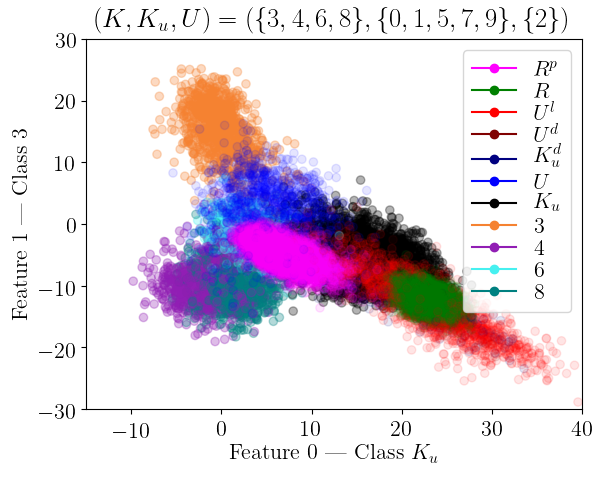 (K, K_u, U) = ({3, 4, 6, 8}, {0, 1, 5, 7, 9}, {2})
30
20
10
0
−10
−20
−30
Feature 1 — Class 3
R^p
R
U^l
U^d
K_u^d
U
K_u
3
4
6
8
−10
0
10
20
30
40
Feature 0 — Class K_u